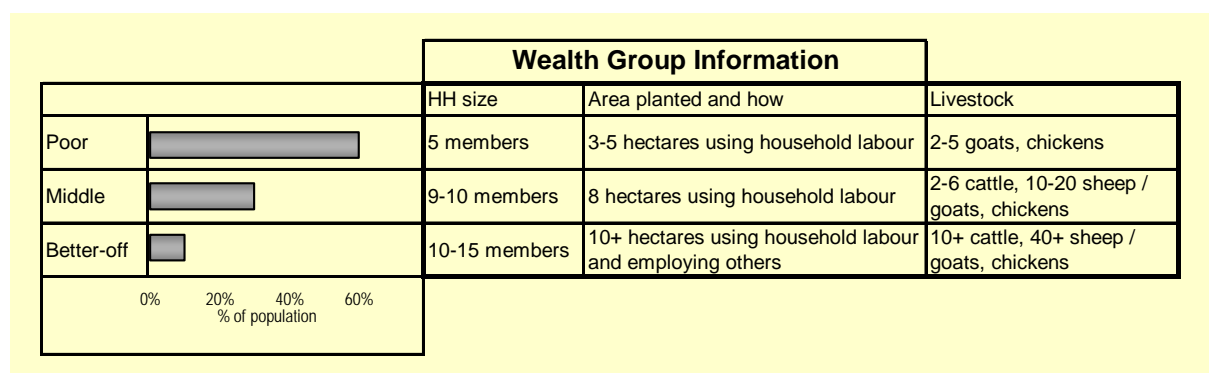 Wealth Group Information
HH size Area planted and how Livestock
Poor 5 members 3-5 hectares using household labour 2-5 goats, chickens
Middle 9-10 members 8 hectares using household labour 2-6 cattle, 10-20 sheep /
goats, chickens
Better-off 10-15 members 10+ hectares using household labour 10+ cattle, 40+ sheep /
and employing others goats, chickens
0% 20% 40% 60%
% of population